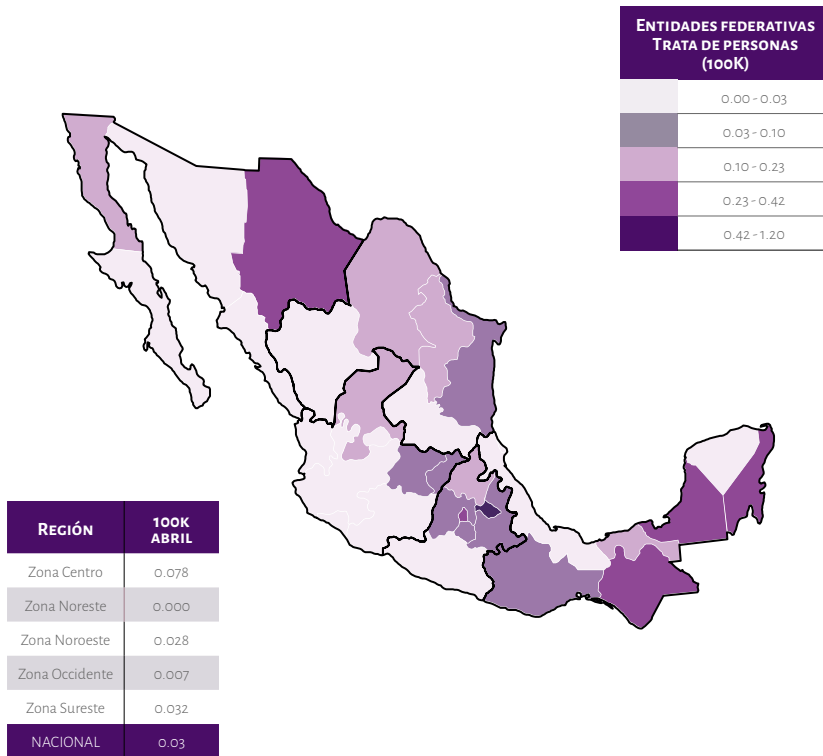 Entidades federativas
Trata de personas
(100K)
0.00 - 0.03
0.03 - 0.10
0.10 - 0.23
0.23 - 0.42
0.42 - 1.20
Región 100k abril
Zona Centro 0.078
Zona Noreste 0.000
Zona Noroeste 0.028
Zona Occidente 0.007
Zona Sureste 0.032
NACIONAL 0.03